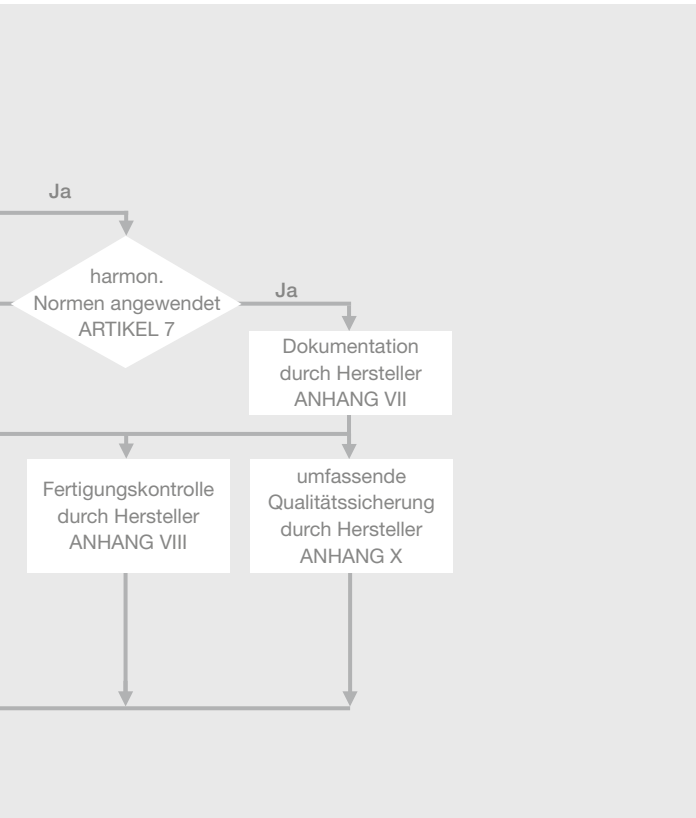 Ja
harmon.
Normen angewendet
ARTIKEL 7
Ja
Dokumentation
durch Hersteller
ANHANG VII
Fertigungskontrolle
durch Hersteller
ANHANG VIII
umfassende
Qualitätssicherung
durch Hersteller
ANHANG X